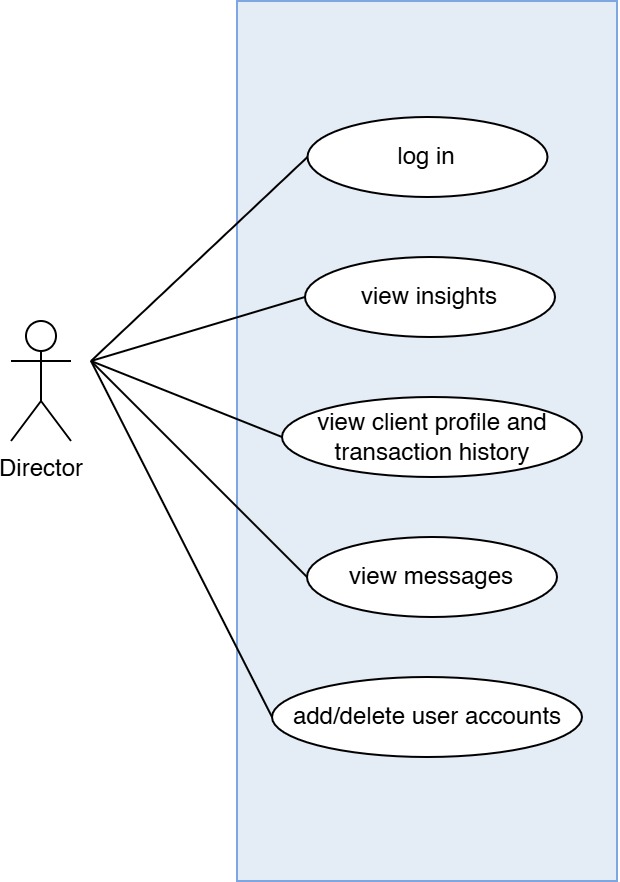 log in
view insights
view client profile and
transaction history
Director
view messages
add/delete user accounts